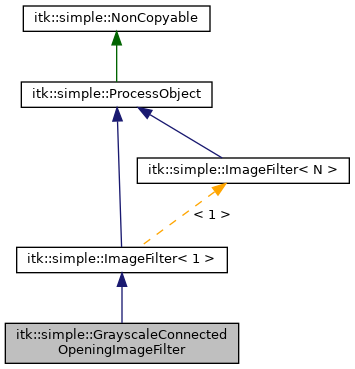 itk::simple::NonCopyable
itk::simple::ProcessObject
itk::simple::ImageFilter< N >
< 1 >
itk::simple::ImageFilter< 1 >
itk::simple::GrayscaleConnected
OpeningImageFilter